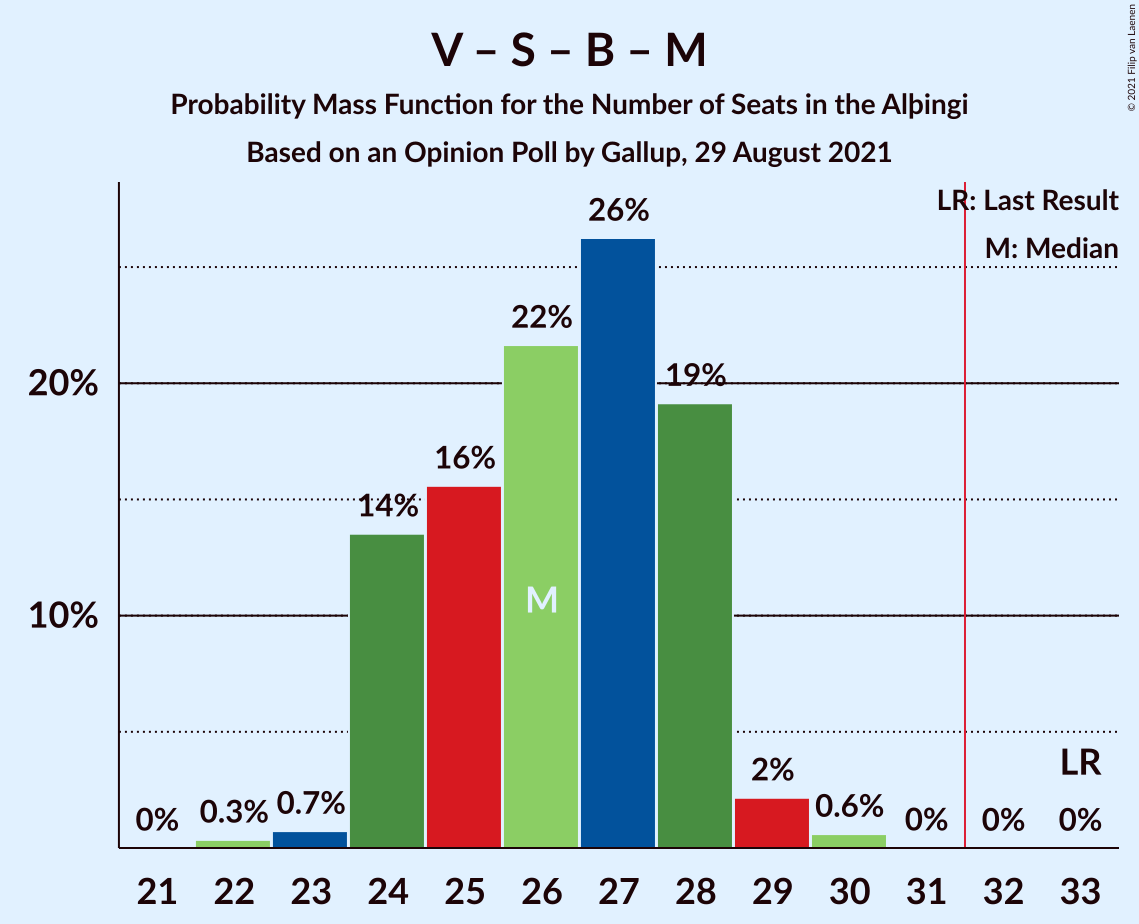 V – S – B – M
Probability Mass Function for the Number of Seats in the Alþingi
Based on an Opinion Poll by Gallup, 29 August 2021
© 2021 Filip van Laenen
LR: Last Result
M: Median
26%
22%
20%
19%
16%
14%
M
10%
LR
2%
0% 0.3% 0.7% 0.6% 0% 0% 0%
21 22 23 24 25 26 27 28 29 30 31 32 33